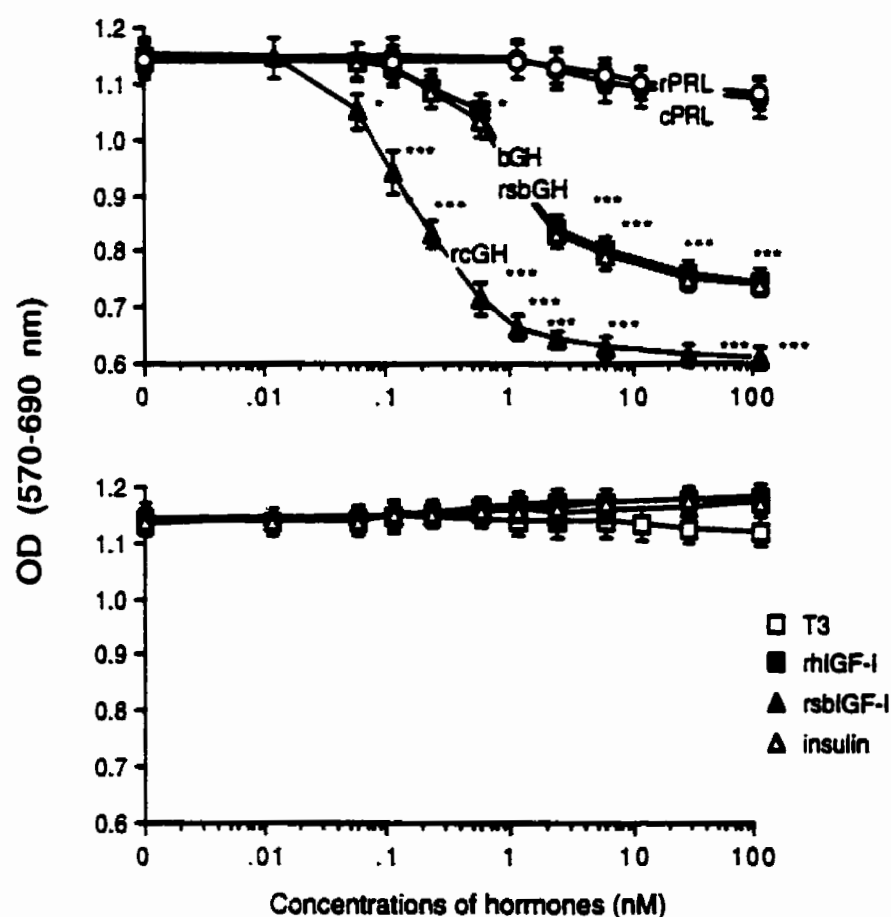 OD (570-690 nm)
1.2
1.1
1.0
0.9
0.8
0.7
0.6
rPRL
cPRL
*
*
bGH
***
rsbGH
***
***
***
***
***
rcGH
***
***
***
***
***
***
0 .01 .1 1 10 100
1.2
1.1
1.0
0.9
0.8
0.7
0.6
T3
rhIGF-I
rsbIGF-I
insulin
0 .01 .1 1 10 100
Concentrations of hormones (nM)